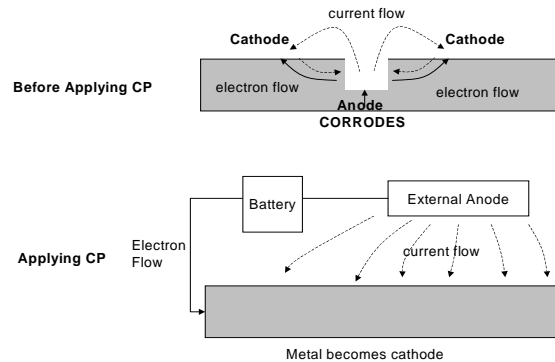 current flow
Cathode
Cathode
Before Applying CP
electron flow
electron flow
Anode
CORRODES
Battery
External Anode
Electron
Flow
Applying CP
current flow
Metal becomes cathode